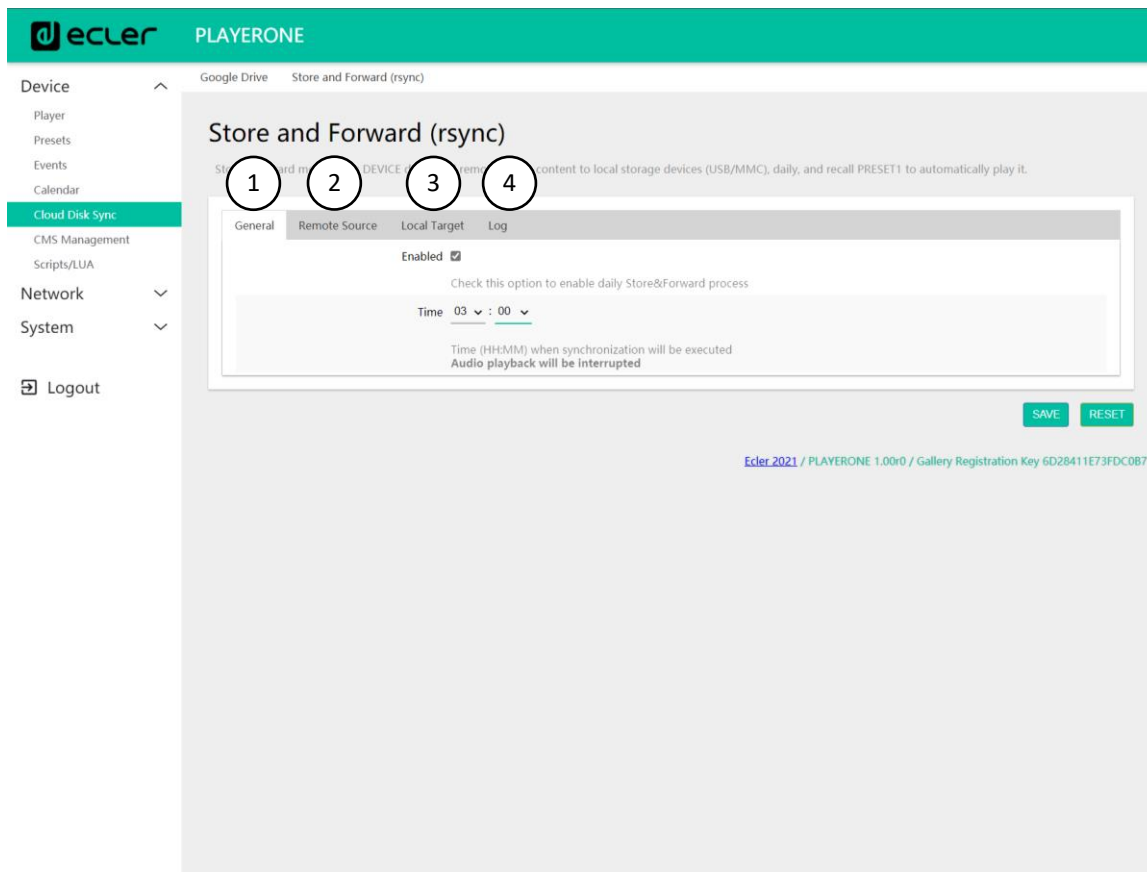 ecler PLAYERONE
Device
Player
Presets
Events
Calendar
Cloud Disk Sync
CMS Management
Scripts/LUA
Network
System
Logout
Google Drive Store and Forward (rsync)
Store and Forward (rsync)
1 2 3 4
DEVICE content to local storage devices (USB/MMC), daily, and recall PRESET1 to automatically play it.
General Remote Source Local Target Log
Enabled
Check this option to enable daily Store&Forward process
Time 03 : 00
Time (HH:MM) when synchronization will be executed
Audio playback will be interrupted
SAVE RESET
Ecler 2021 / PLAYERONE 1.00r0 / Gallery Registration Key 6D28411E73FDC0B7